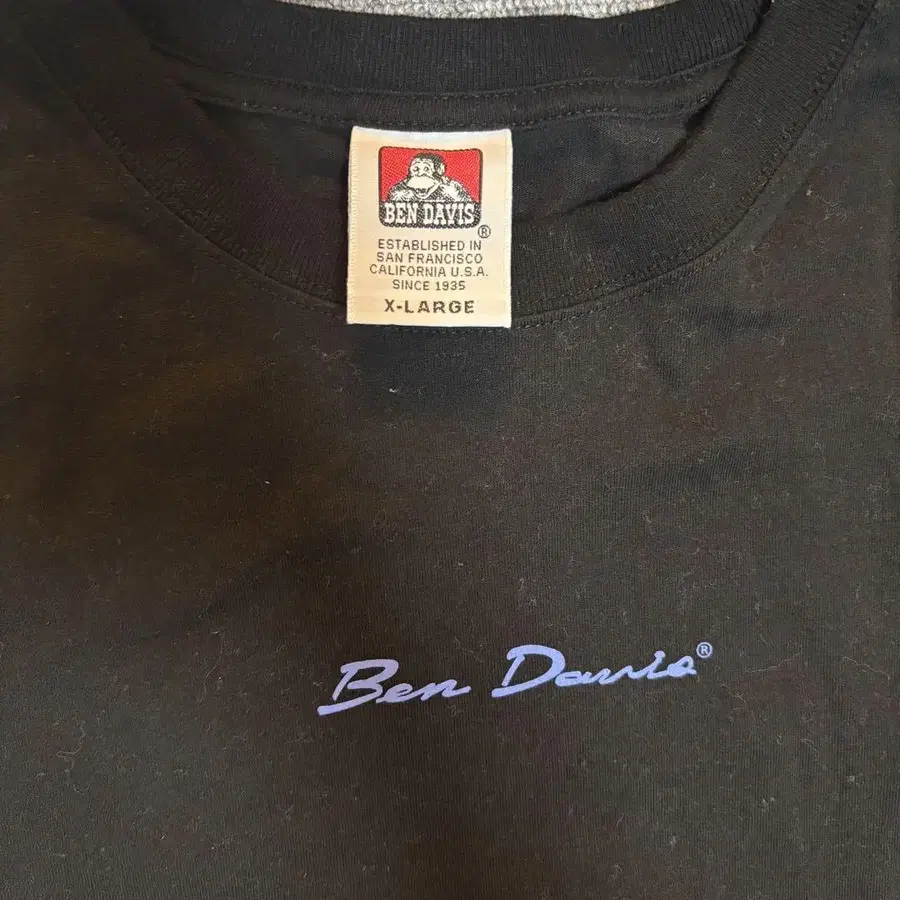 BEN DAVIS
®
ESTABLISHED IN
SAN FRANCISCO
CALIFORNIA U.S.A.
SINCE 1935
X-LARGE
Ben Davis®